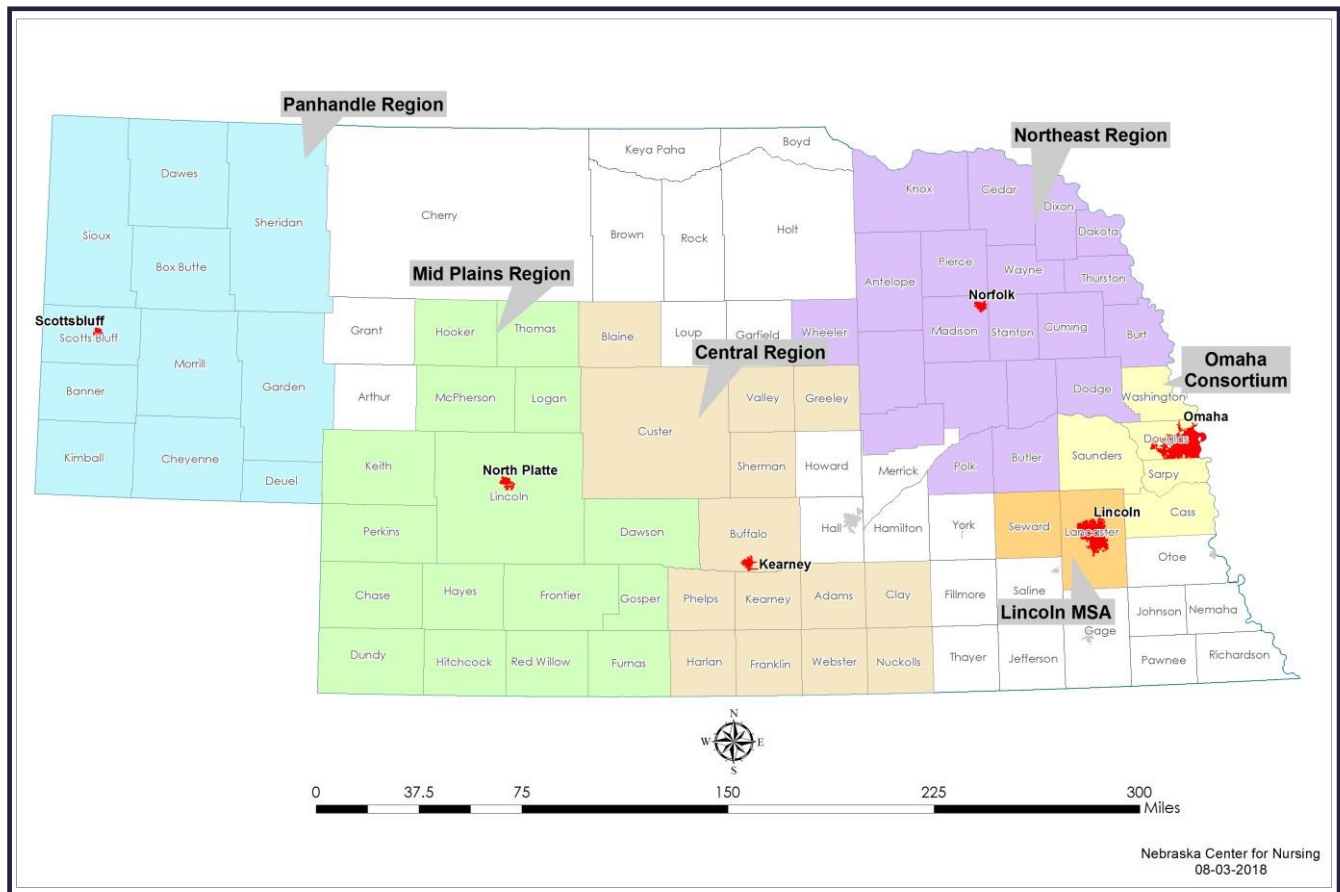 Panhandle Region
Northeast Region
Boyd
Keya Paha
Dawes
Knox
Cedar
Dixon
Sheridan
Cherry
Sioux
Brown
Rock
Holt
Dakota
Box Butte
Mid Plains Region
Pierce
Wayne
Thurston
Antelope
Norfolk
Scottsbluff
Scotts Bluff
Grant
Hooker
Thomas
Blaine
Loup
Garfield
Wheeler
Madison
Stanton
Cuming
Burt
Central Region
Omaha
Consortium
Morrill
Garden
Banner
Arthur
McPherson
Logan
Valley
Greeley
Dodge
Washington
Omaha
Custer
Douglas
Kimball
Cheyenne
Deuel
Keith
North Platte
Lincoln
Sherman
Howard
Merrick
Polk
Butler
Saunders
Sarpy
Perkins
Dawson
Buffalo
Hall
Hamilton
York
Seward
Lincoln
Lancaster
Cass
Kearney
Otoe
Chase
Hayes
Frontier
Gosper
Phelps
Kearney
Adams
Clay
Fillmore
Saline
Lincoln MSA
Gage
Johnson
Nemaha
Dundy
Hitchcock
Red Willow
Furnas
Harlan
Franklin
Webster
Nuckolls
Thayer
Jefferson
Pawnee
Richardson
N
W
E
S
0
37.5
75
150
225
300
Miles
Nebraska Center for Nursing
08-03-2018